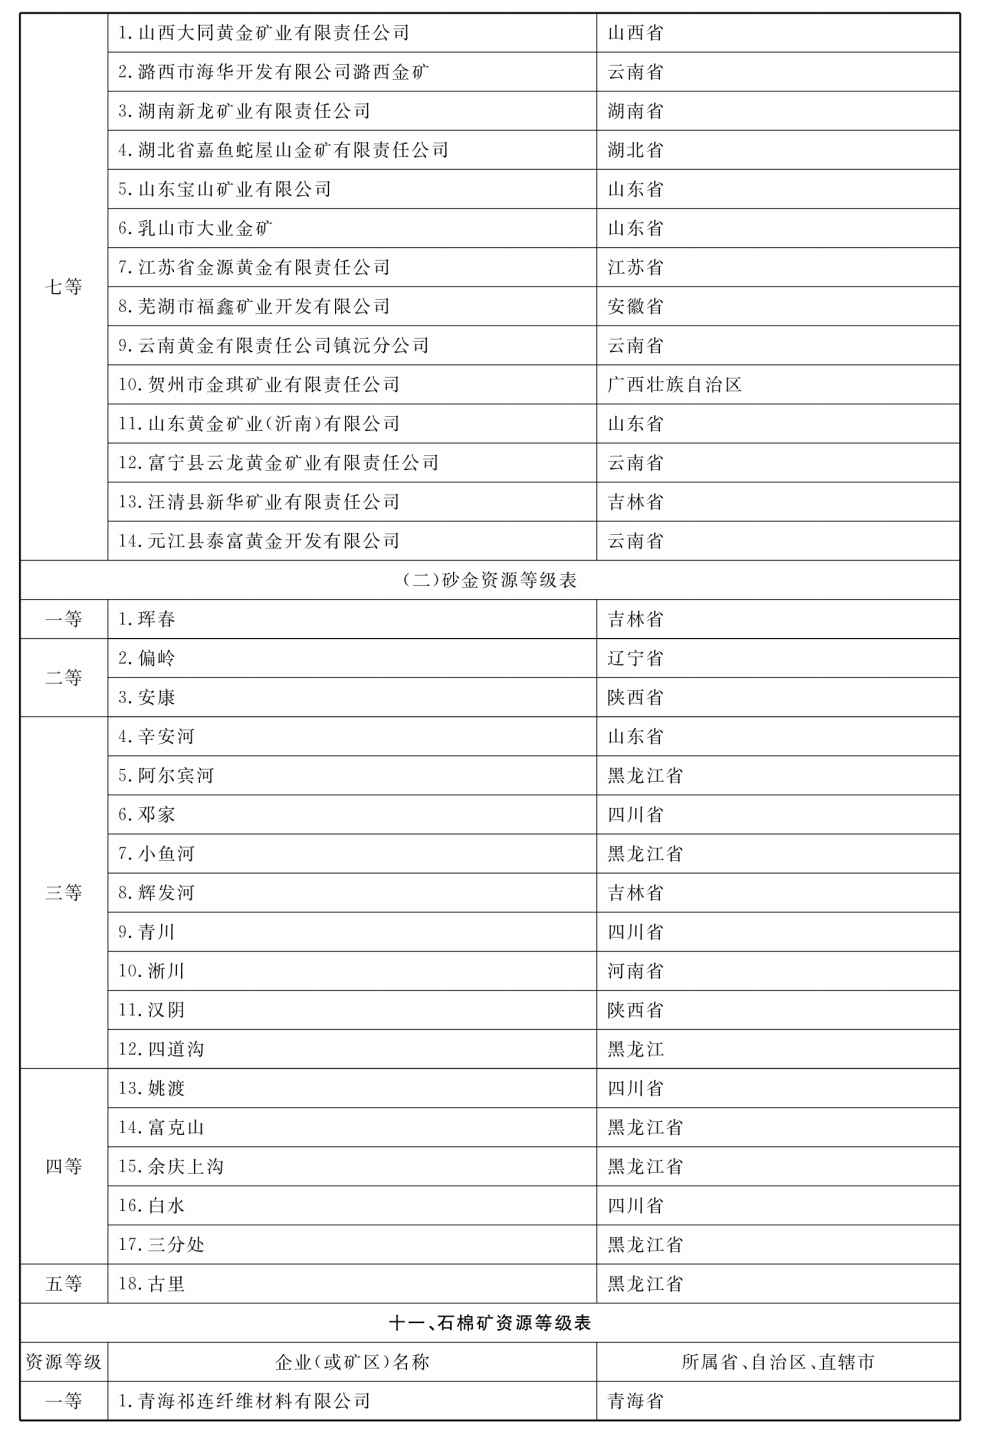 七等
1.山西大同黄金矿业有限责任公司 山西省
2.潞西市海华开发有限公司潞西金矿 云南省
3.湖南新龙矿业有限责任公司 湖南省
4.湖北省嘉鱼蛇屋山金矿有限责任公司 湖北省
5.山东宝山矿业有限公司 山东省
6.乳山市大业金矿 山东省
7.江苏省金源黄金有限责任公司 江苏省
8.芜湖市福鑫矿业开发有限公司 安徽省
9.云南黄金有限责任公司镇沅分公司 云南省
10.贺州市金琪矿业有限责任公司 广西壮族自治区
11.山东黄金矿业(沂南)有限公司 山东省
12.富宁县云龙黄金矿业有限责任公司 云南省
13.汪清县新华矿业有限责任公司 吉林省
14.元江县泰富黄金开发有限公司 云南省
(二)砂金资源等级表
一等 1.珲春 吉林省
二等
2.偏岭 辽宁省
3.安康 陕西省
三等
4.辛安河 山东省
5.阿尔宾河 黑龙江省
6.邓家 四川省
7.小鱼河 黑龙江省
8.辉发河 吉林省
9.青川 四川省
10.淅川 河南省
11.汉阴 陕西省
12.四道沟 黑龙江
四等
13.姚渡 四川省
14.富克山 黑龙江省
15.余庆上沟 黑龙江省
16.白水 四川省
17.三分处 黑龙江省
五等 18.古里 黑龙江省
十一、石棉矿资源等级表
资源等级 企业(或矿区)名称 所属省、自治区、直辖市
一等 1.青海祁连纤维材料有限公司 青海省